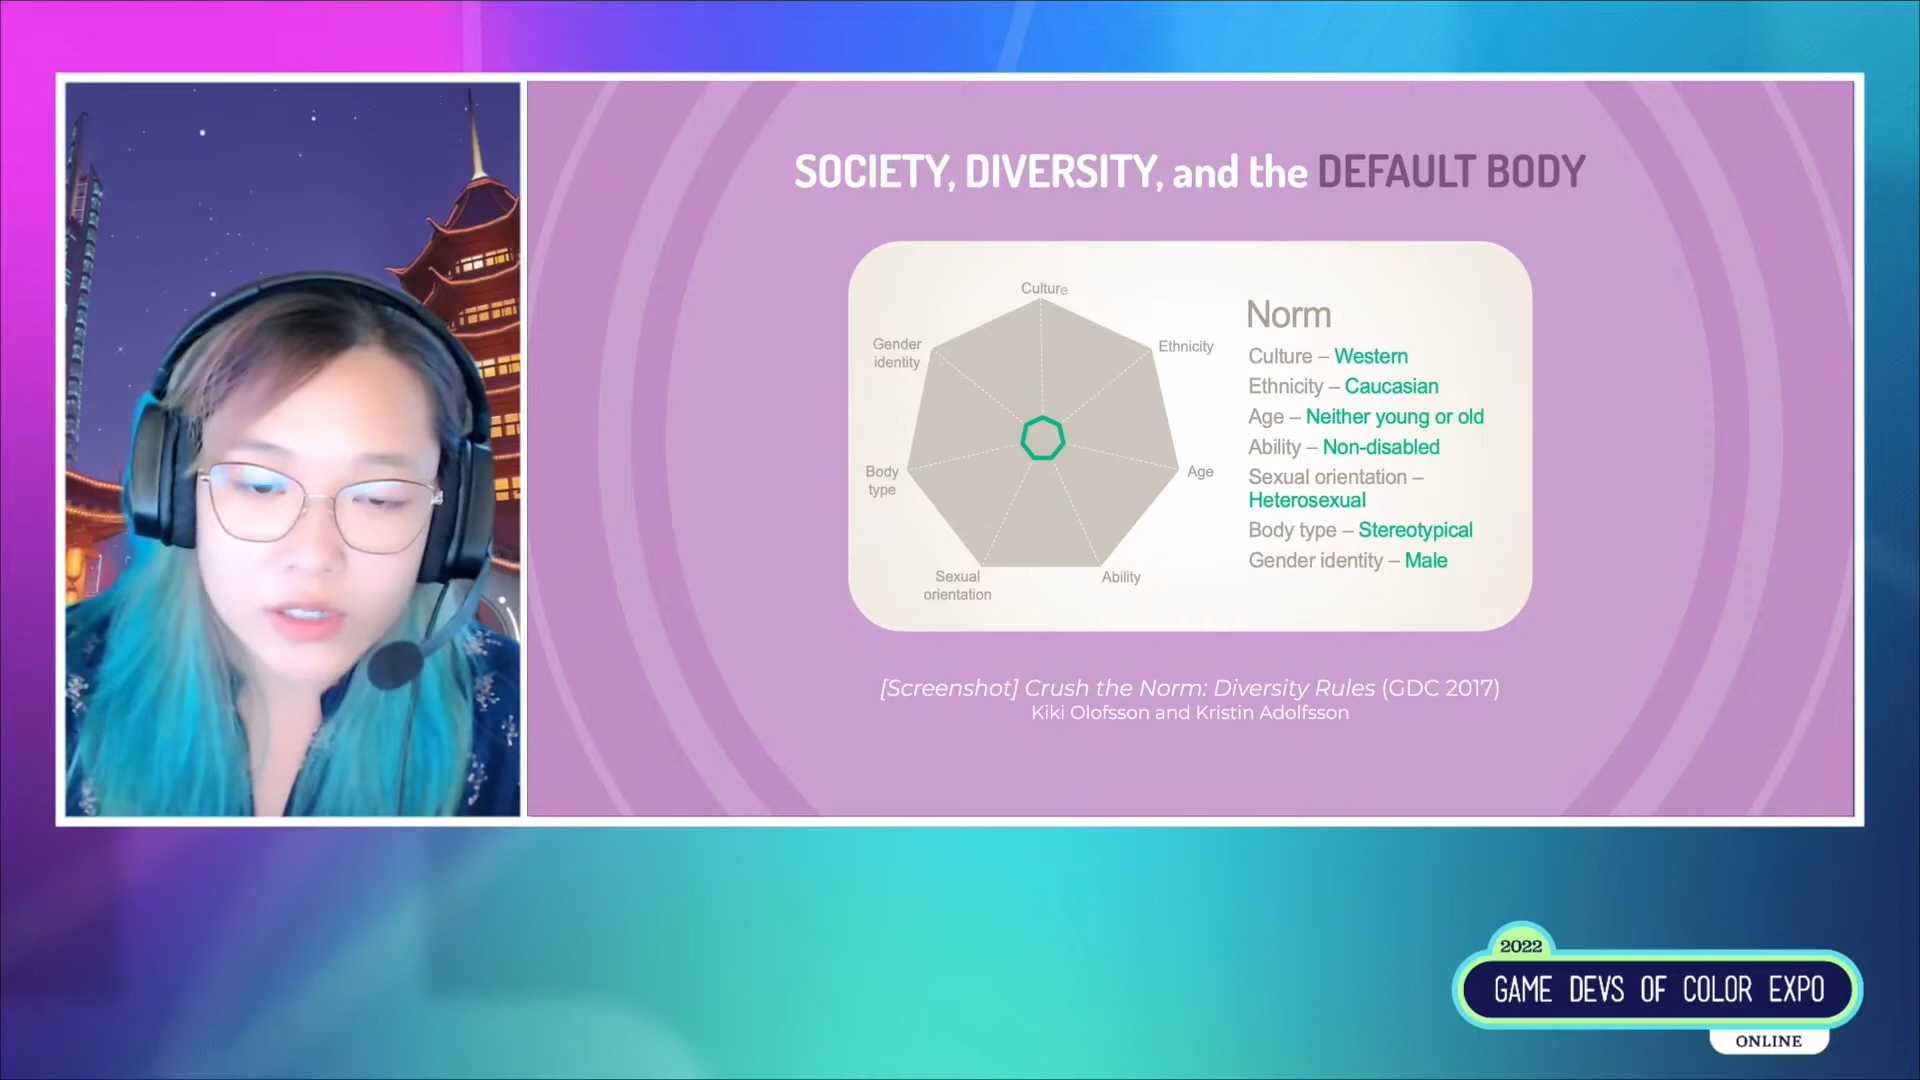 SOCIETY, DIVERSITY, and the DEFAULT BODY
Culture
Gender
identity
Ethnicity
Body
type
Age
Sexual
orientation
Ability
Norm
Culture – Western
Ethnicity – Caucasian
Age – Neither young or old
Ability – Non-disabled
Sexual orientation –
Heterosexual
Body type – Stereotypical
Gender identity – Male
[Screenshot] Crush the Norm: Diversity Rules (GDC 2017)
Kiki Olofsson and Kristin Adolfsson
2022
GAME DEVS OF COLOR EXPO
ONLINE